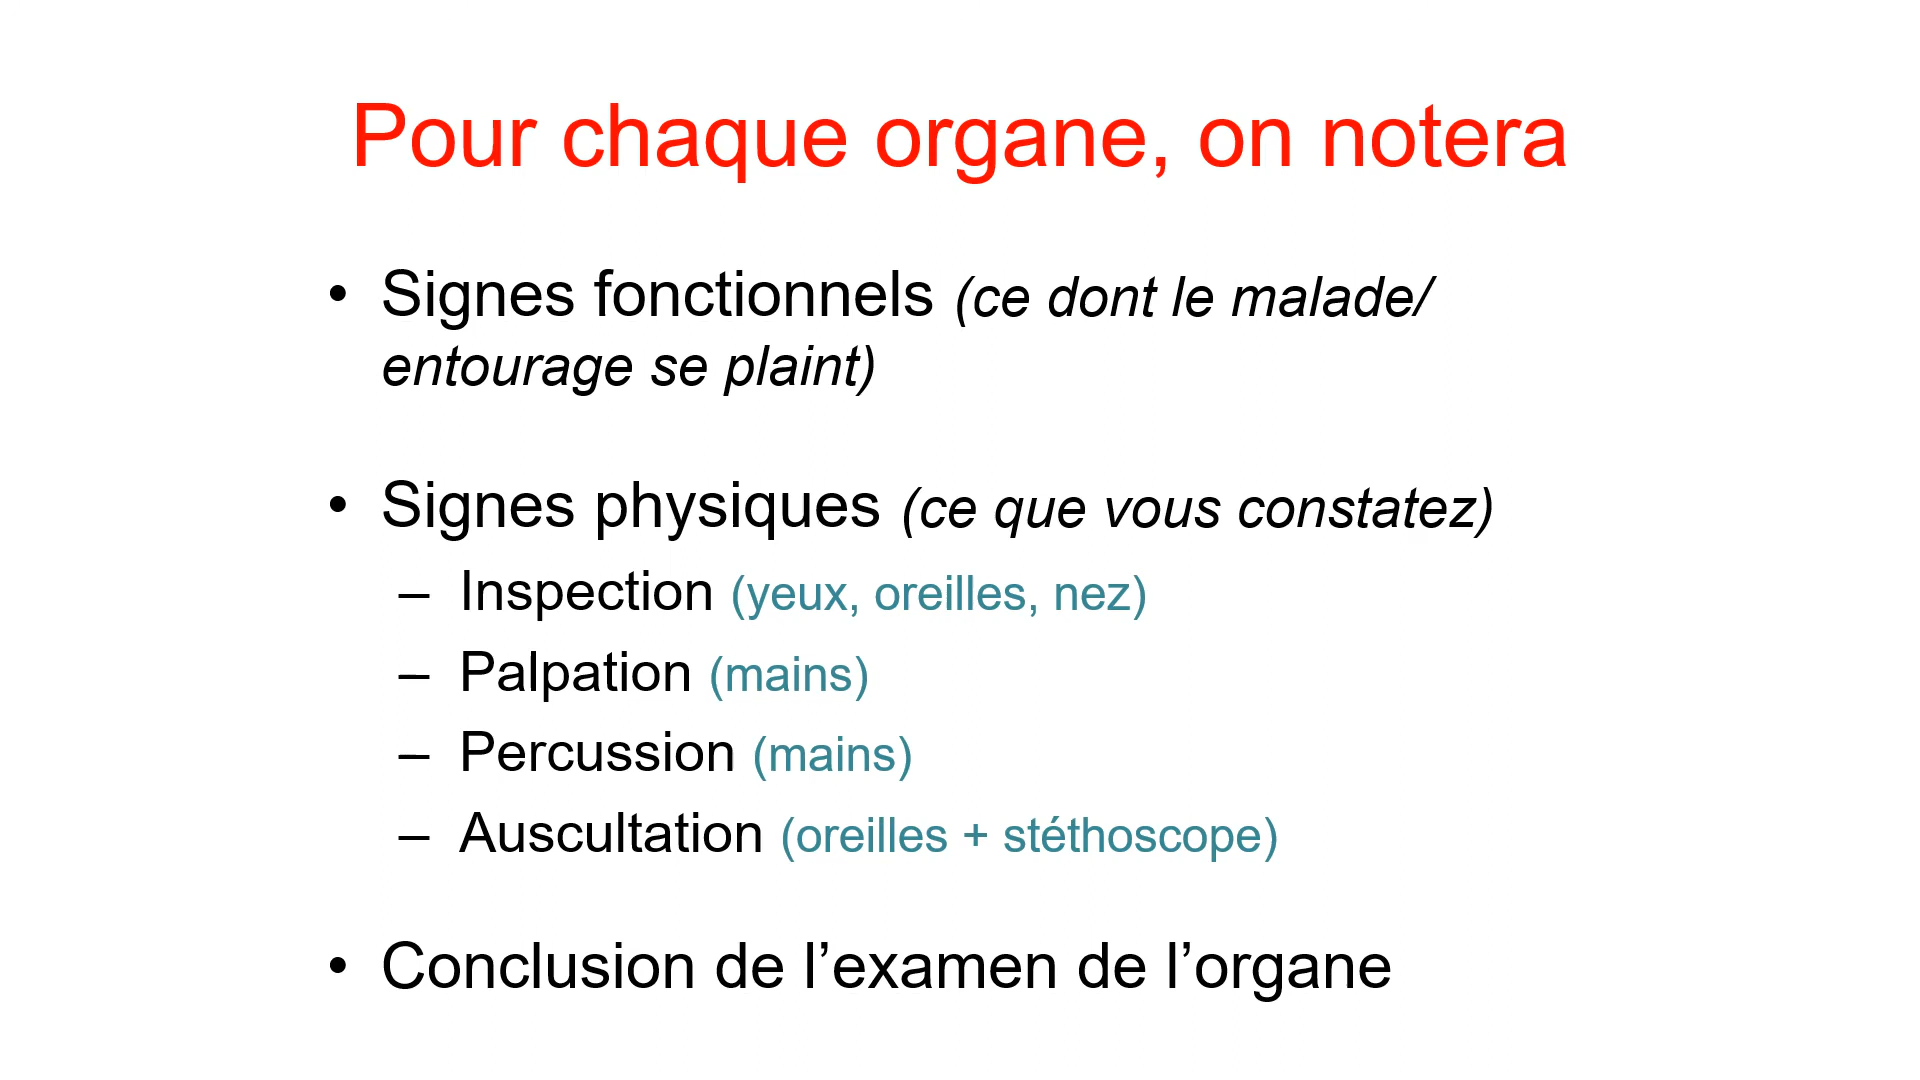 Pour chaque organe, on notera
• Signes fonctionnels (ce dont le malade/
entourage se plaint)
• Signes physiques (ce que vous constatez)
– Inspection (yeux, oreilles, nez)
– Palpation (mains)
– Percussion (mains)
– Auscultation (oreilles + stéthoscope)
• Conclusion de l’examen de l’organe